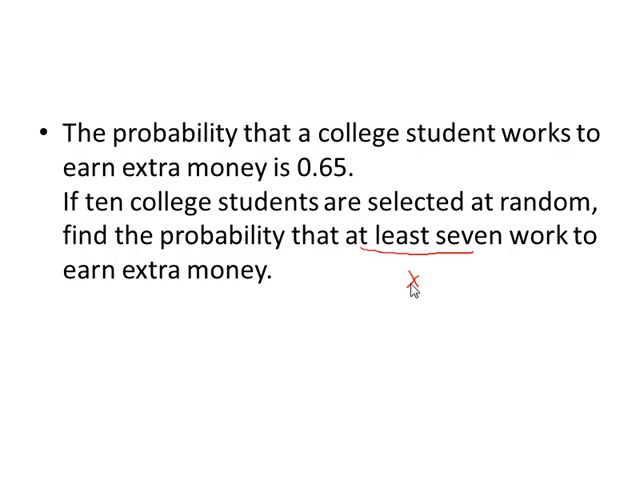 • The probability that a college student works to
earn extra money is 0.65.
If ten college students are selected at random,
find the probability that at least seven work to
earn extra money.
x